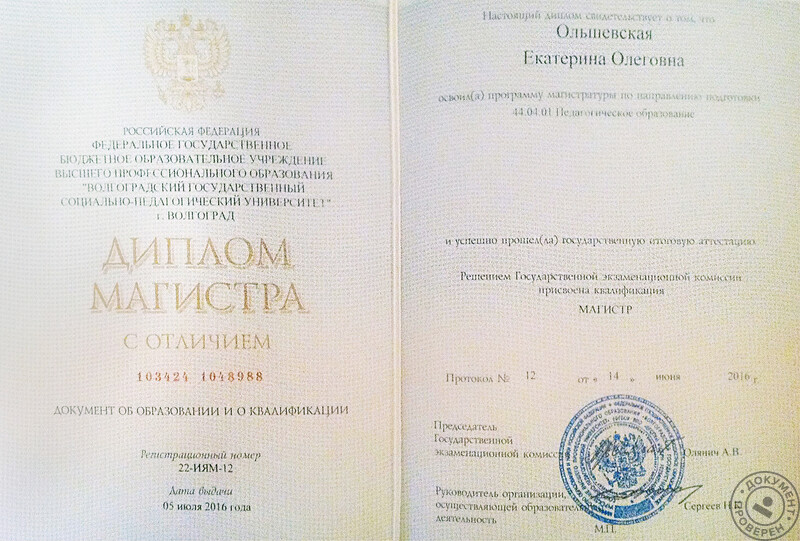 РОССИЙСКАЯ ФЕДЕРАЦИЯ
ФЕДЕРАЛЬНОЕ ГОСУДАРСТВЕННОЕ
БЮДЖЕТНОЕ ОБРАЗОВАТЕЛЬНОЕ УЧРЕЖДЕНИЕ
ВЫСШЕГО ПРОФЕССИОНАЛЬНОГО ОБРАЗОВАНИЯ
"ВОЛГОГРАДСКИЙ ГОСУДАРСТВЕННЫЙ
СОЦИАЛЬНО-ПЕДАГОГИЧЕСКИЙ УНИВЕРСИТЕТ"
г. ВОЛГОГРАД
ДИПЛОМ
МАГИСТРА
С ОТЛИЧИЕМ
103424 1048988
ДОКУМЕНТ ОБ ОБРАЗОВАНИИ И О КВАЛИФИКАЦИИ
Регистрационный номер
22-ИЯМ-12
Дата выдачи
05 июля 2016 года
Настоящий диплом свидетельствует о том, что
Ольшевская
Екатерина Олеговна
освоил(а) программу магистратуры по направлению подготовки
44.04.01 Педагогическое образование
и успешно прошел(ла) государственную итоговую аттестацию
Решением Государственной экзаменационной комиссии
присвоена квалификация
МАГИСТР
Протокол № 12 от « 14 » июня 2016 г.
Председатель
Государственной
экзаменационной комиссии Олянич А.В.
Руководитель организации,
осуществляющей образовательную Сергеев
деятельность
М.П.
ДОКУМЕНТ ПРОВЕРЕН